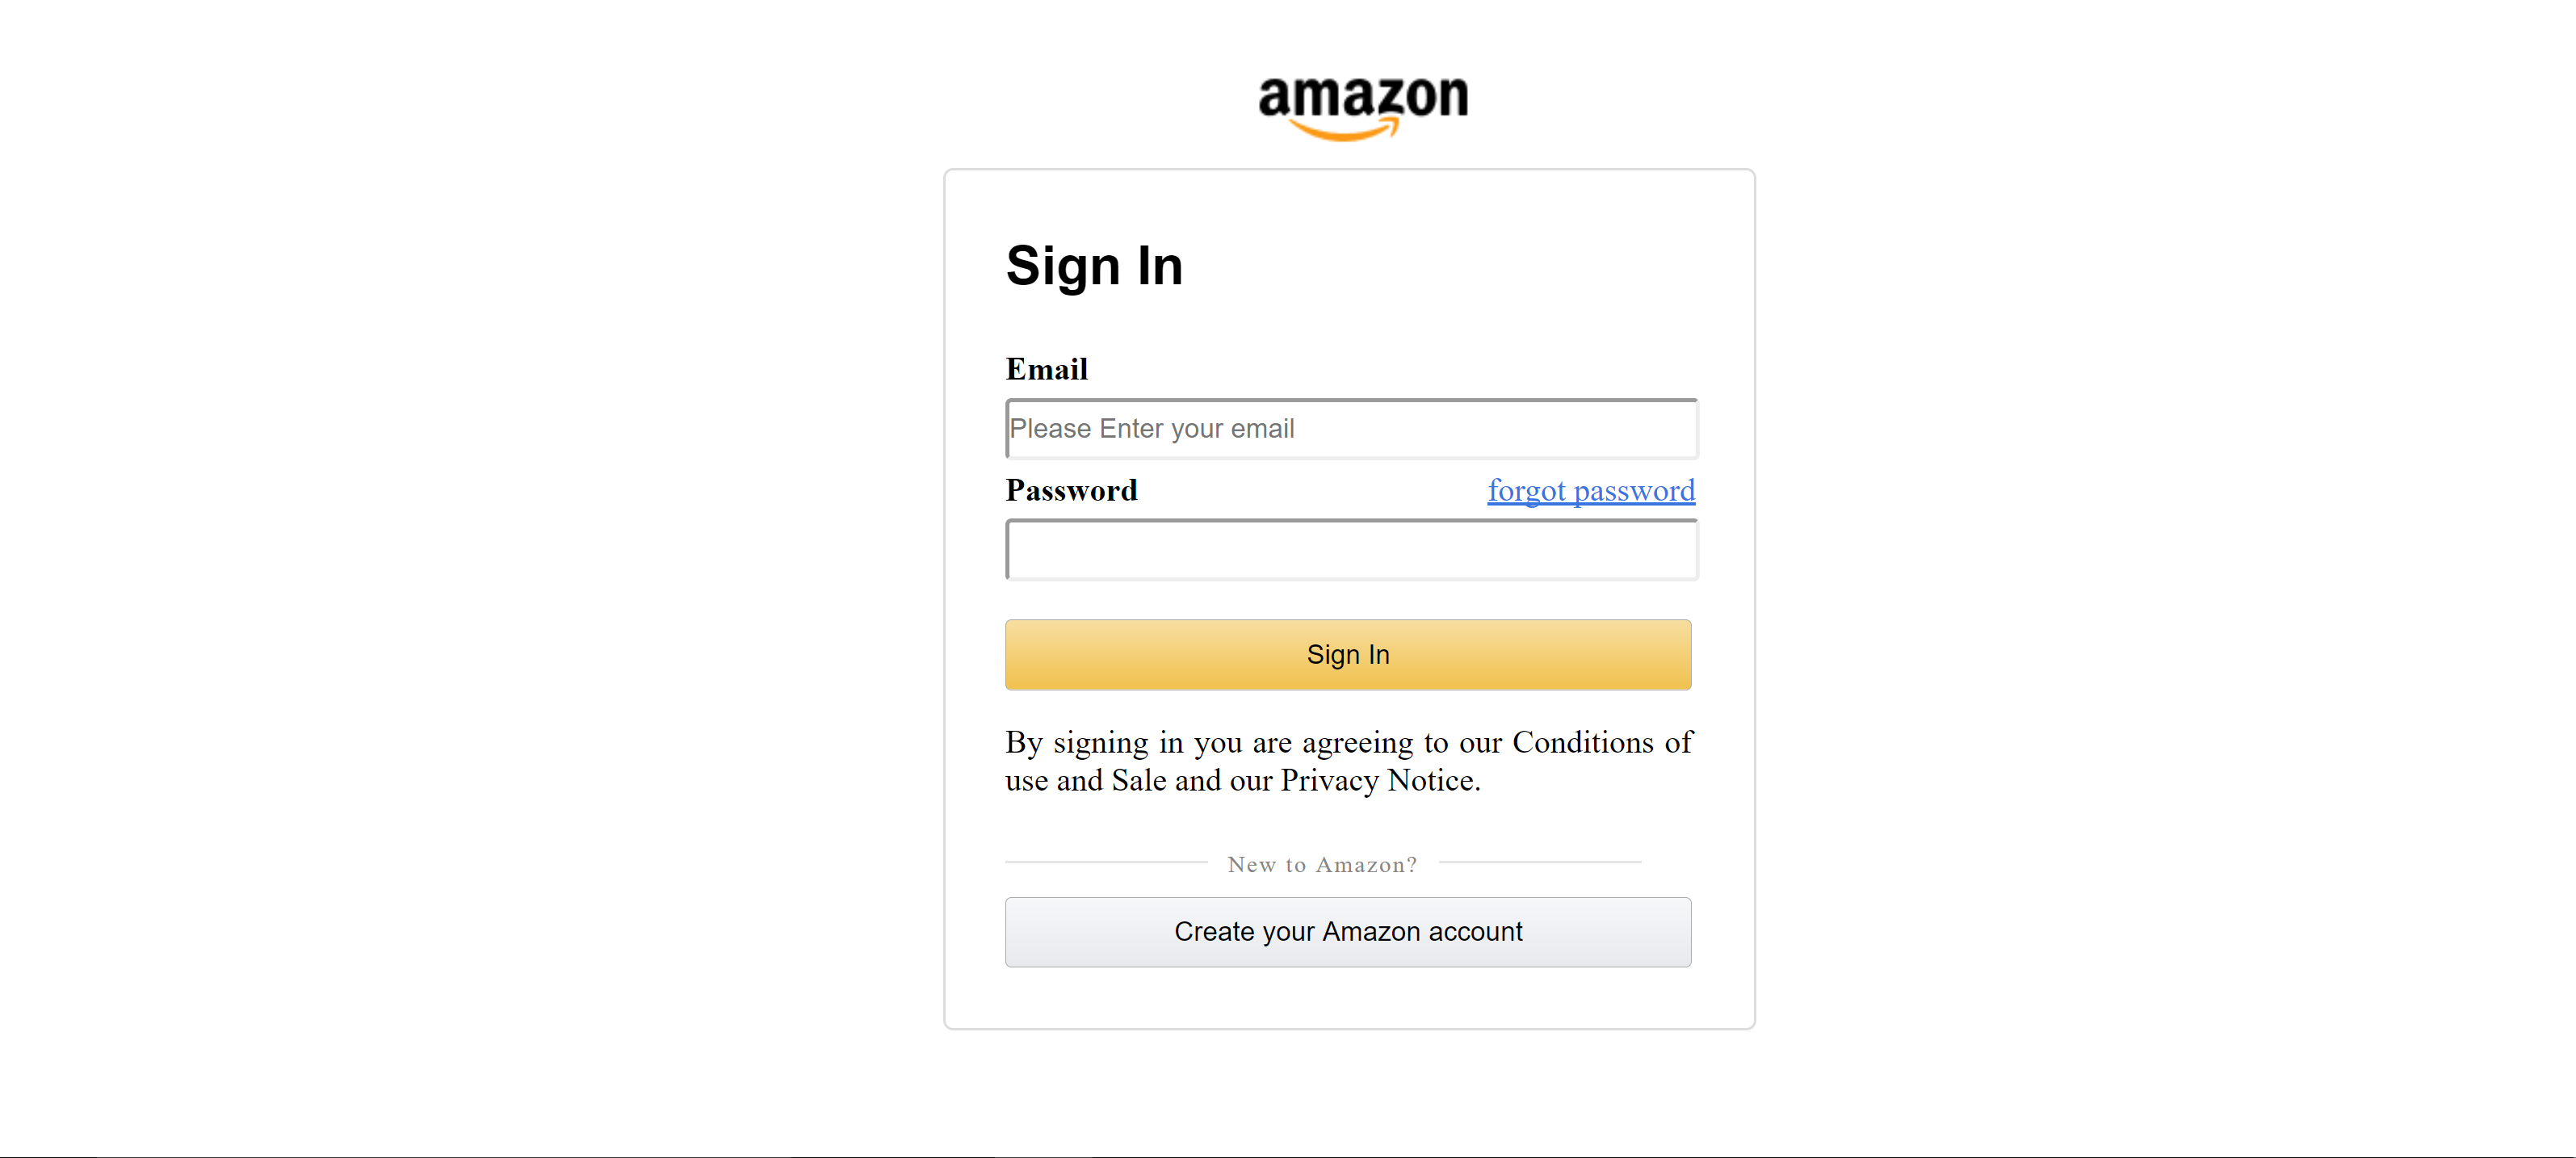 amazon
Sign In
Email
Please Enter your email
Password forgot password
Sign In
By signing in you are agreeing to our Conditions of
use and Sale and our Privacy Notice.
New to Amazon?
Create your Amazon account